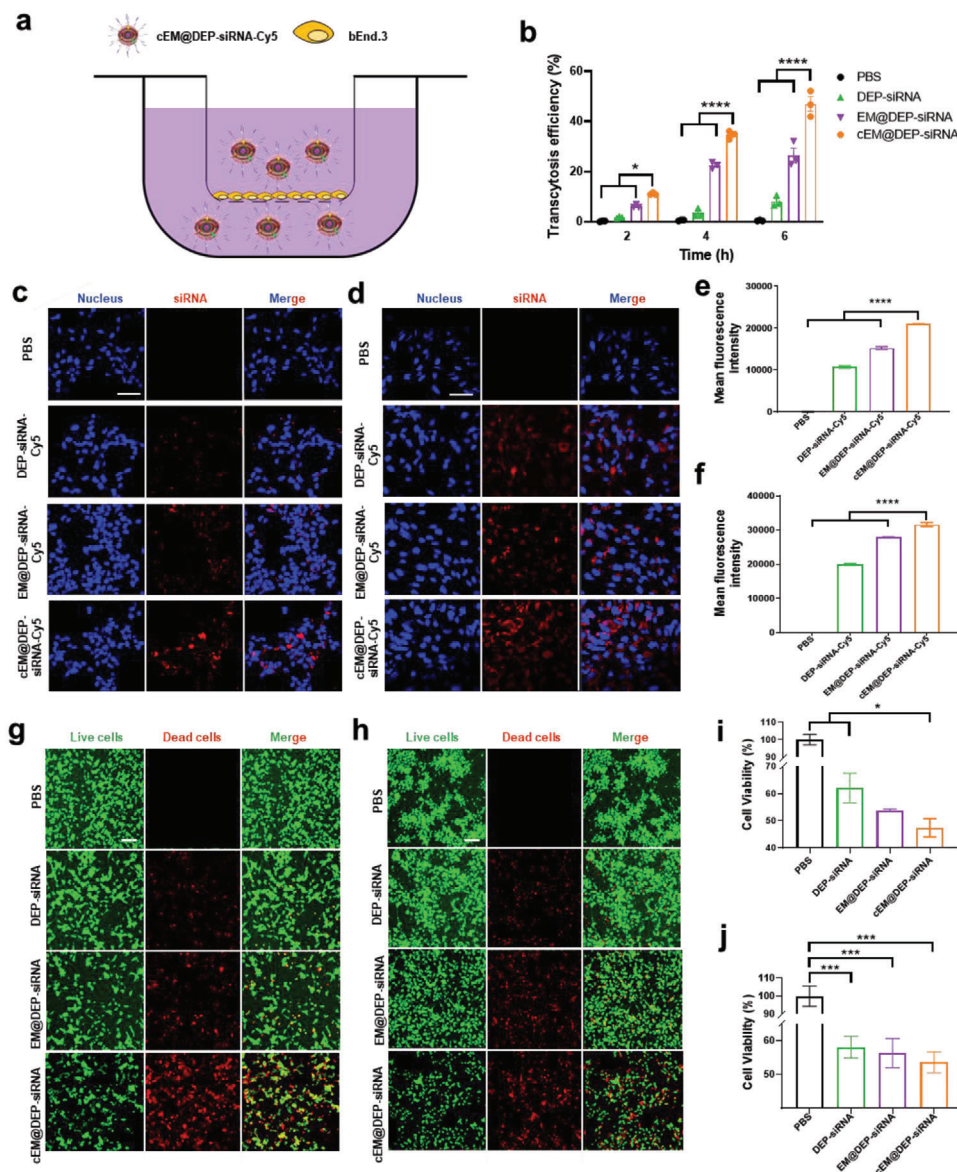 a
cEM@DEP-siRNA-Cy5
bEnd.3
b
Transcytosis efficiency (%)
60
40
20
0
2
4
6
Time (h)
*
****
****
PBS
DEP-siRNA
EM@DEP-siRNA
cEM@DEP-siRNA
c
Nucleus
siRNA
Merge
PBS
DEP-siRNA-
Cy5
EM@DEP-siRNA-
Cy5
cEM@DEP-
siRNA-Cy5
d
Nucleus
siRNA
Merge
PBS
DEP-siRNA-
Cy5
EM@DEP-siRNA-
Cy5
cEM@DEP-
siRNA-Cy5
e
Mean fluorescence
intensity
30000
20000
10000
0
****
PBS
DEP-siRNA-Cy5
EM@DEP-siRNA-Cy5
cEM@DEP-siRNA-Cy5
f
Mean fluorescence
intensity
40000
30000
20000
10000
0
****
PBS
DEP-siRNA-Cy5
EM@DEP-siRNA-Cy5
cEM@DEP-siRNA-Cy5
g
Live cells
Dead cells
Merge
PBS
DEP-siRNA
EM@DEP-siRNA
cEM@DEP-siRNA
h
Live cells
Dead cells
Merge
PBS
DEP-siRNA
EM@DEP-siRNA
cEM@DEP-siRNA
i
Cell Viability (%)
110
100
90
70
60
50
40
*
PBS
DEP-siRNA
EM@DEP-siRNA
cEM@DEP-siRNA
j
Cell Viability (%)
110
100
90
60
50
***
***
***
PBS
DEP-siRNA
EM@DEP-siRNA
cEM@DEP-siRNA